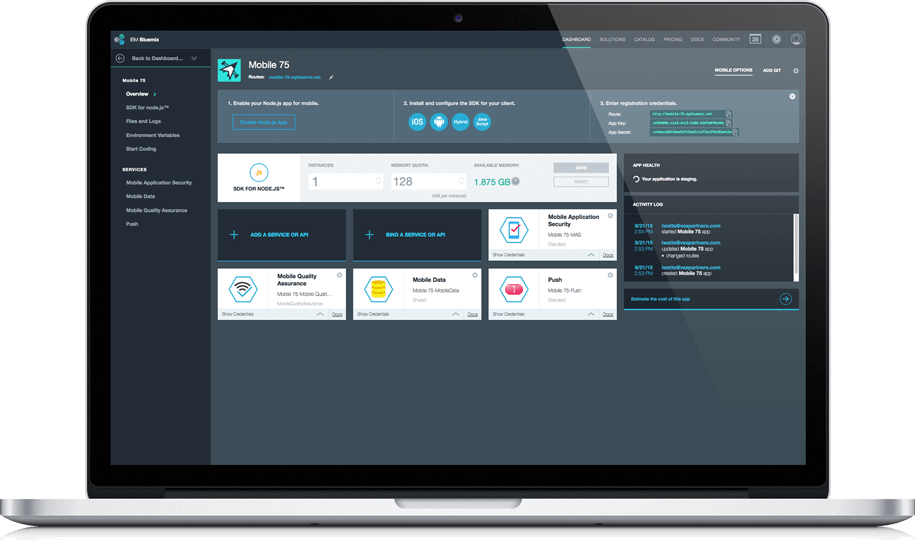 IBM Bluemix
DASHBOARD
SOLUTIONS
CATALOG
PRICING
DOCS
COMMUNITY
29
Back to Dashboard...
Mobile 75
Overview
SDK for node.js™
Files and Logs
Environment Variables
Start Coding
SERVICES
Mobile Application Security
Mobile Data
Mobile Quality Assurance
Push
Mobile 75
Routes: mobile-75.mybluemix.net
MOBILE OPTIONS
ADD GIT
1. Enable your Node.js app for mobile.
Enable Node.js App
2. Install and configure the SDK for your client.
iOS
Hybrid
Java
Script
3. Enter registration credentials.
Route: http://mobile-75.mybluemix.net
App Key:
App Secret:
JS
SDK FOR NODE.JS™
INSTANCES:
1
MEMORY QUOTA:
128
(MB per Instance)
AVAILABLE MEMORY:
1.875 GB
?
SAVE
RESET
APP HEALTH
Your application is staging.
ACTIVITY LOG
9/21/15 lwatts@vsapartners.com
2:54 PM started Mobile 75 app
9/21/15 lwatts@vsapartners.com
2:53 PM updated Mobile 75 app
• changed routes
9/21/15 lwatts@vsapartners.com
2:53 PM created Mobile 75 app
Estimate the cost of this app
+ ADD A SERVICE OR API
+ BIND A SERVICE OR API
Mobile Application
Security
Mobile 75-MAS
Standard
Show Credentials
Docs
Mobile Quality
Assurance
Mobile 75-Mobile Qualit...
MobileQualityAssurance
Show Credentials
Docs
Mobile Data
Mobile 75-MobileData
Shared
Show Credentials
Docs
Push
Mobile 75-Push
Standard
Show Credentials
Docs